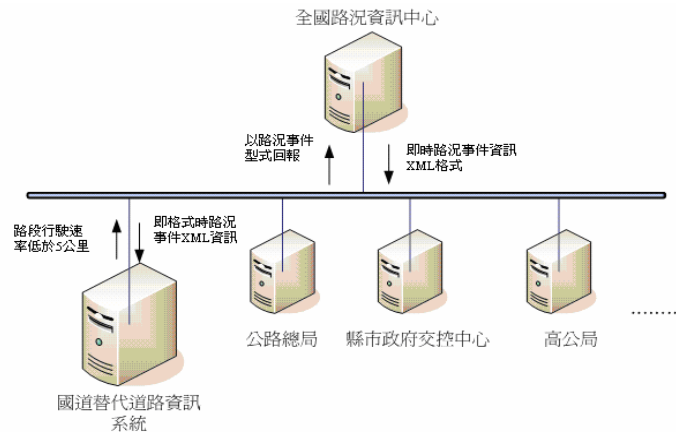 全國路況資訊中心
以路況事件
型式回報
即時路況事件資訊
XML格式
路段行駛速
率低於5公里
即格式時路況
事件XML資訊
公路總局
縣市政府交控中心
高公局
.........
國道替代道路資訊
系統